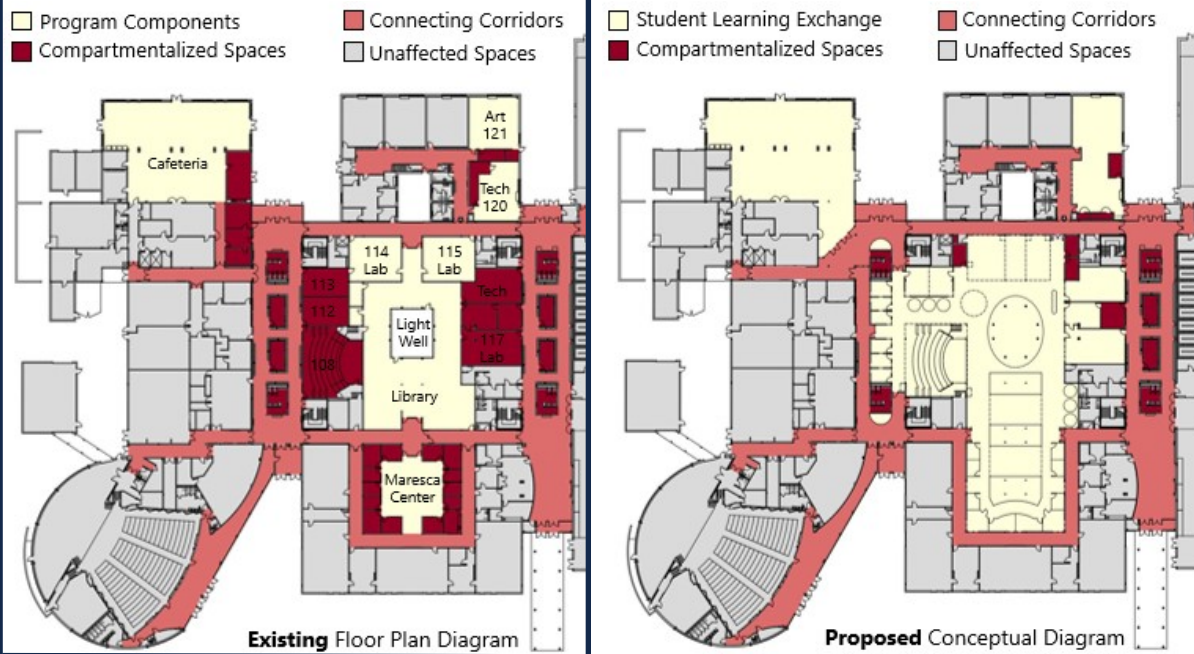 Program Components
Compartmentalized Spaces
Connecting Corridors
Unaffected Spaces
Cafeteria
Art
121
Tech
120
114
Lab
115
Lab
113
112
108
Tech
117
Lab
Light
Well
Library
Maresca
Center
Existing Floor Plan Diagram
Student Learning Exchange
Compartmentalized Spaces
Connecting Corridors
Unaffected Spaces
Proposed Conceptual Diagram